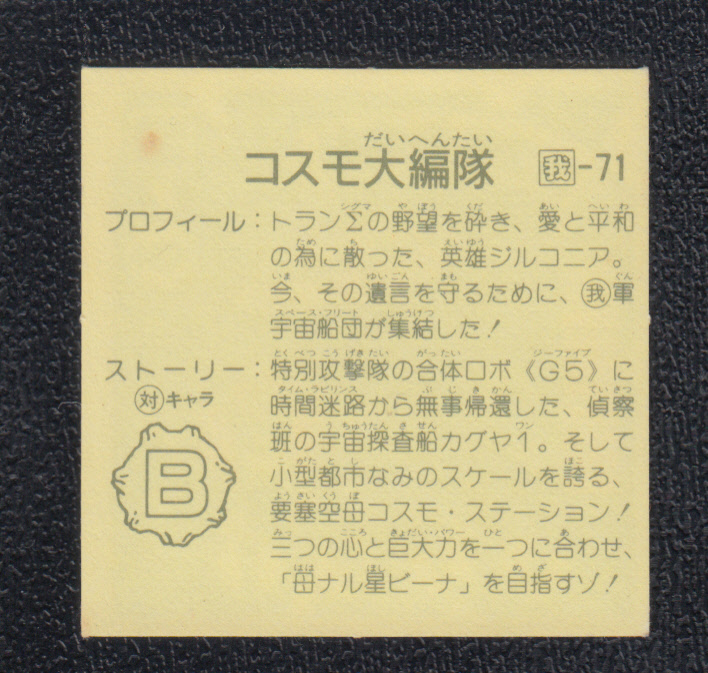 だいへんたい
コスモ大編隊 我-71
シグマ や ぼう くだ あい へい わ
プロフィール：トランΣの野望を砕き、愛と平和
ため ち えいゆう
の為に散った、英雄ジルコニア。
いま ゆいごん まも ぐん
今、その遺言を守るために、我軍
スペース・フリート しゅうけつ
宇宙船団が集結した！
とく べつ こう げき たい がったい ジーファイブ
ストーリー：特別攻撃隊の合体ロボ《G5》に
タイム・ラビリンス ぶ じ き かん てい さつ
対キャラ 時間迷路から無事帰還した、偵察
はん う ちゅうたん さ せん ワン
班の宇宙探査船カグヤ1。そして
こ がた と し ほこ
小型都市なみのスケールを誇る、
B
よう さい くう ぼ
要塞空母コスモ・ステーション！
みっ こころ きょだい・パワー ひと あ
三つの心と巨大力を一つに合わせ、
はは ほし め ざ
「母ナル星ビーナ」を目指すゾ！